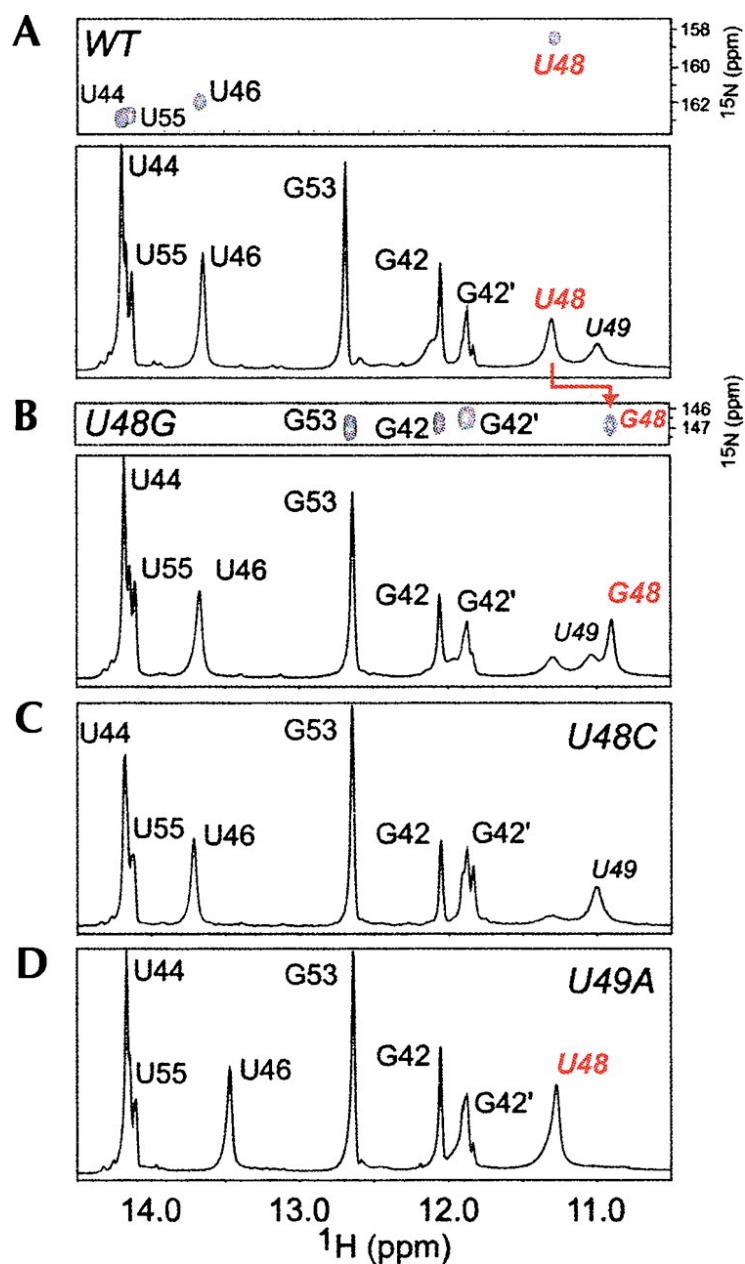 A
WT
158
160
162
15N (ppm)
U44
U55
U46
U48
U44
U55
U46
G53
G42
G42'
U48
U49
B
U48G
G53
G42
G42'
G48
146
147
15N (ppm)
U44
U55
U46
G53
G42
G42'
U49
G48
C
U48C
U44
U55
U46
G53
G42
G42'
U49
D
U49A
U44
U55
U46
G53
G42
G42'
U48
14.0 13.0 12.0 11.0
1H (ppm)